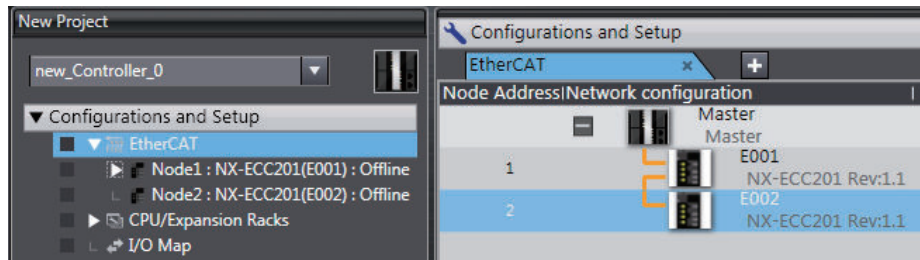 New Project
new_Controller_0
Configurations and Setup
EtherCAT
Node1 : NX-ECC201(E001) : Offline
Node2 : NX-ECC201(E002) : Offline
CPU/Expansion Racks
I/O Map
Configurations and Setup
EtherCAT
Node Address|Network configuration
Master
Master
1
E001
NX-ECC201 Rev:1.1
2
E002
NX-ECC201 Rev:1.1